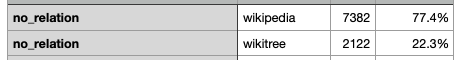 no_relation wikipedia 7382 77.4%
no_relation wikitree 2122 22.3%